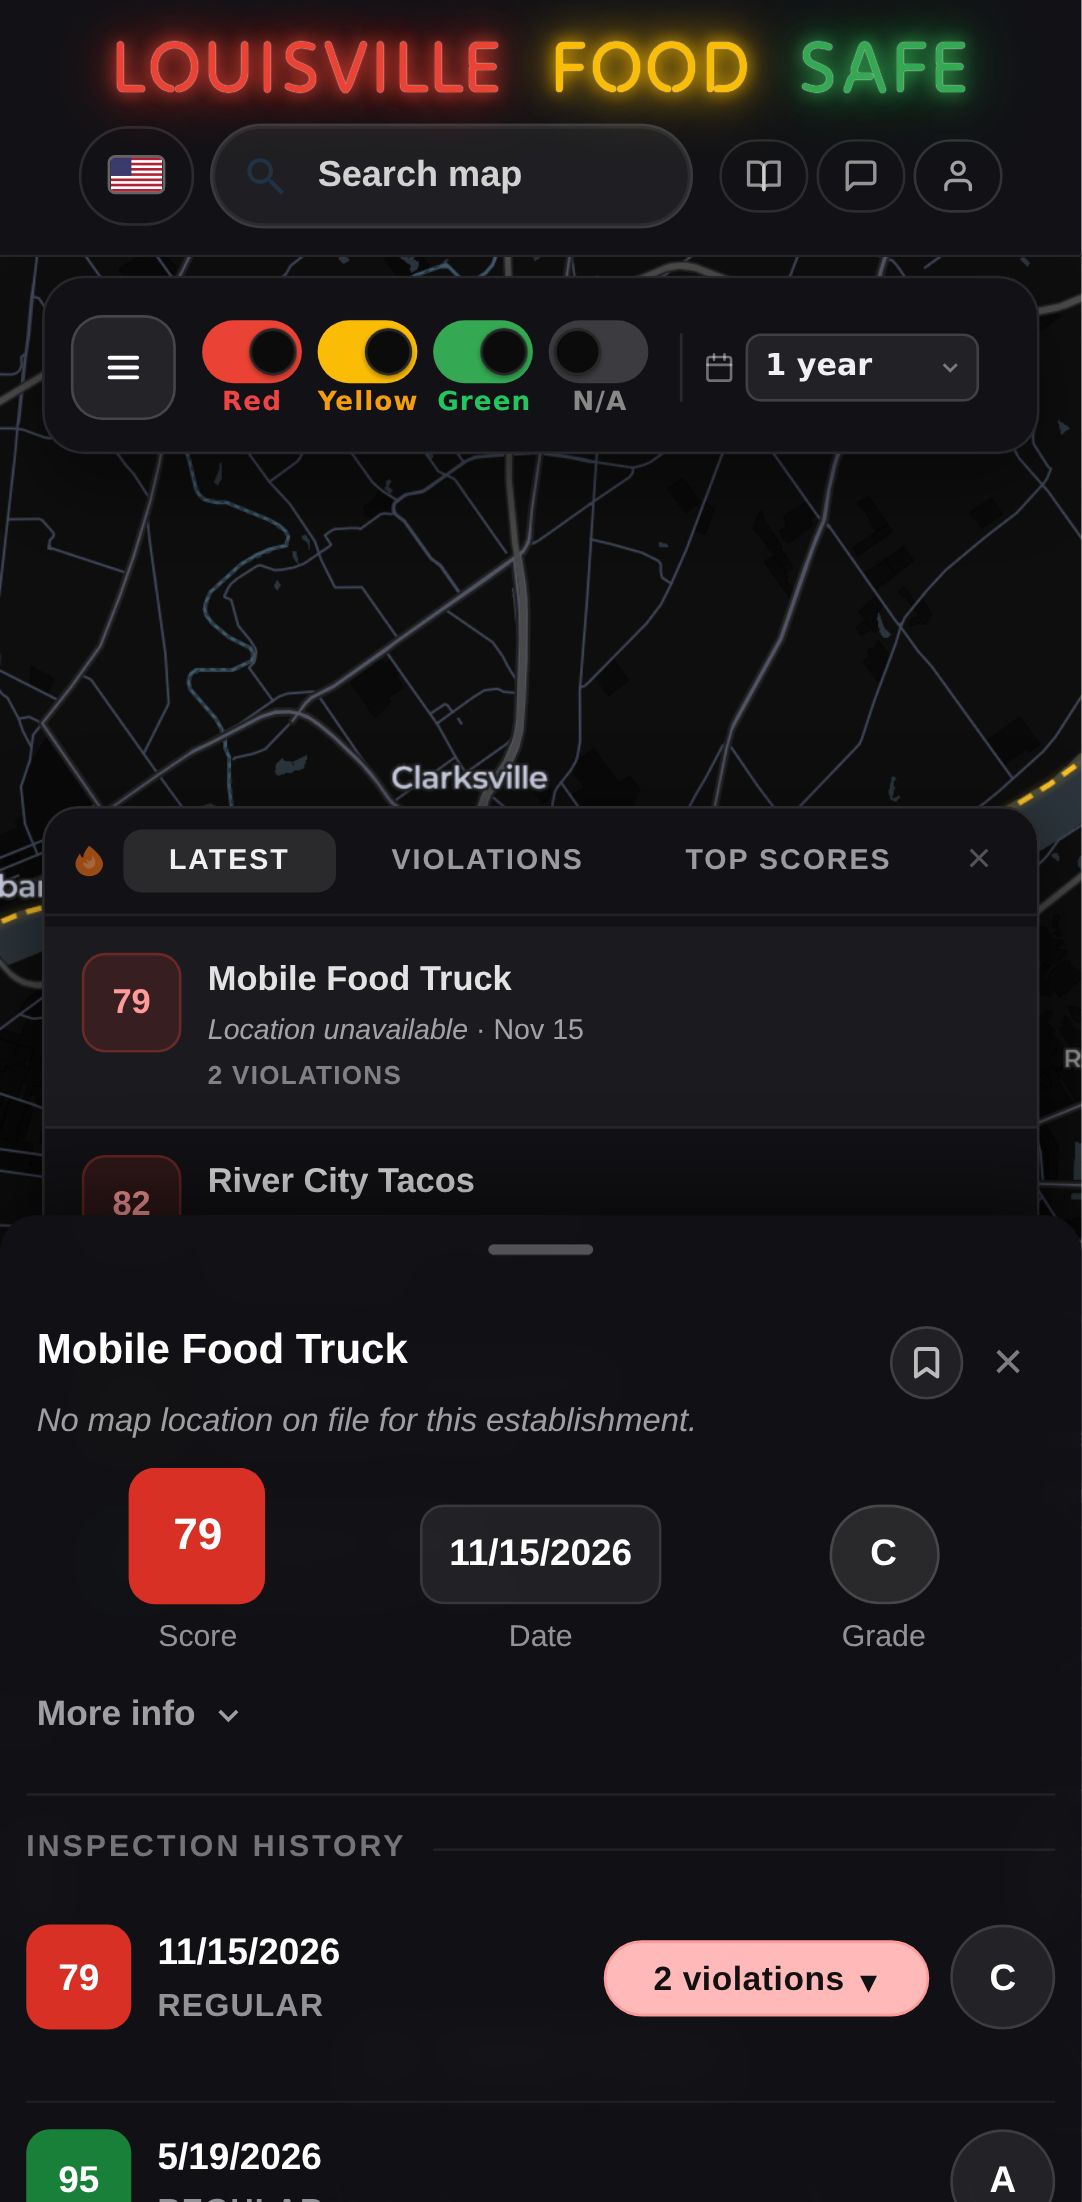 LOUISVILLE FOOD SAFE
Search map
Red
Yellow
Green
N/A
1 year
Clarksville
LATEST
VIOLATIONS
TOP SCORES
79
Mobile Food Truck
Location unavailable · Nov 15
2 VIOLATIONS
82
River City Tacos
Mobile Food Truck
No map location on file for this establishment.
79
Score
11/15/2026
Date
C
Grade
More info
INSPECTION HISTORY
79
11/15/2026
REGULAR
2 violations ▼
C
95
5/19/2026
A